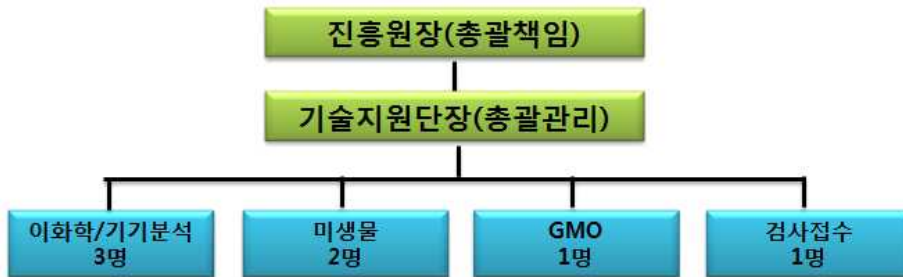 진흥원장(총괄책임)
기술지원단장(총괄관리)
이화학/기기분석
3명
미생물
2명
GMO
1명
검사접수
1명